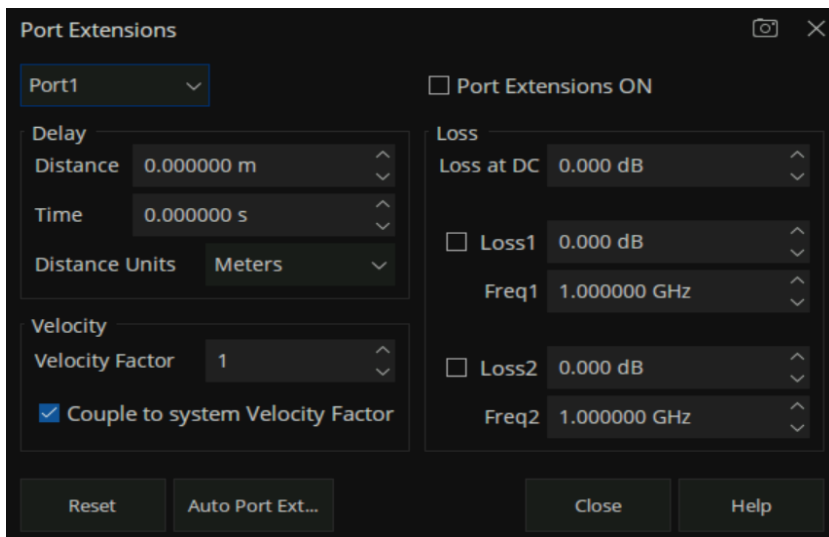 Port Extensions
Port1
Port Extensions ON
Delay
Distance 0.000000 m
Time 0.000000 s
Distance Units Meters
Velocity
Velocity Factor 1
Couple to system Velocity Factor
Loss
Loss at DC 0.000 dB
Loss1 0.000 dB
Freq1 1.000000 GHz
Loss2 0.000 dB
Freq2 1.000000 GHz
Reset Auto Port Ext... Close Help